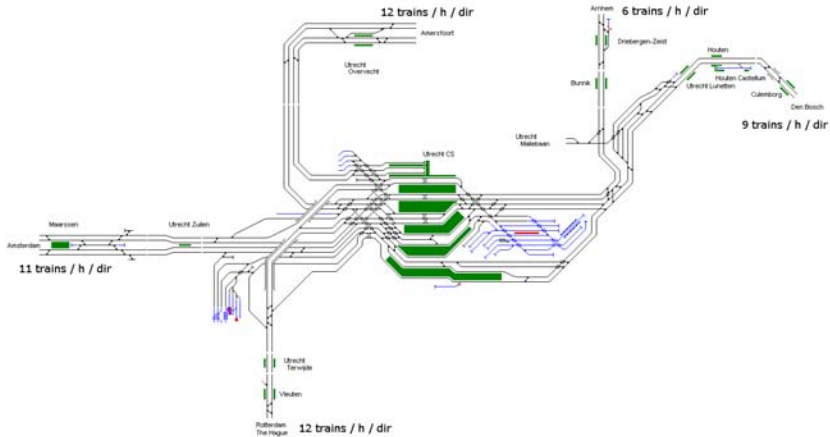 12 trains / h / dir
Amersfoort
Utrecht
Overvecht
Arnhem
6 trains / h / dir
Driebergen-Zeist
Bunnik
Houten
Houten Castellum
Utrecht Lunetten
Culemborg
Den Bosch
9 trains / h / dir
Utrecht
Maliebaan
Utrecht CS
Maarssen
Utrecht Zuilen
Amsterdam
11 trains / h / dir
Utrecht
Terwijde
Vleuten
Rotterdam
The Hague
12 trains / h / dir